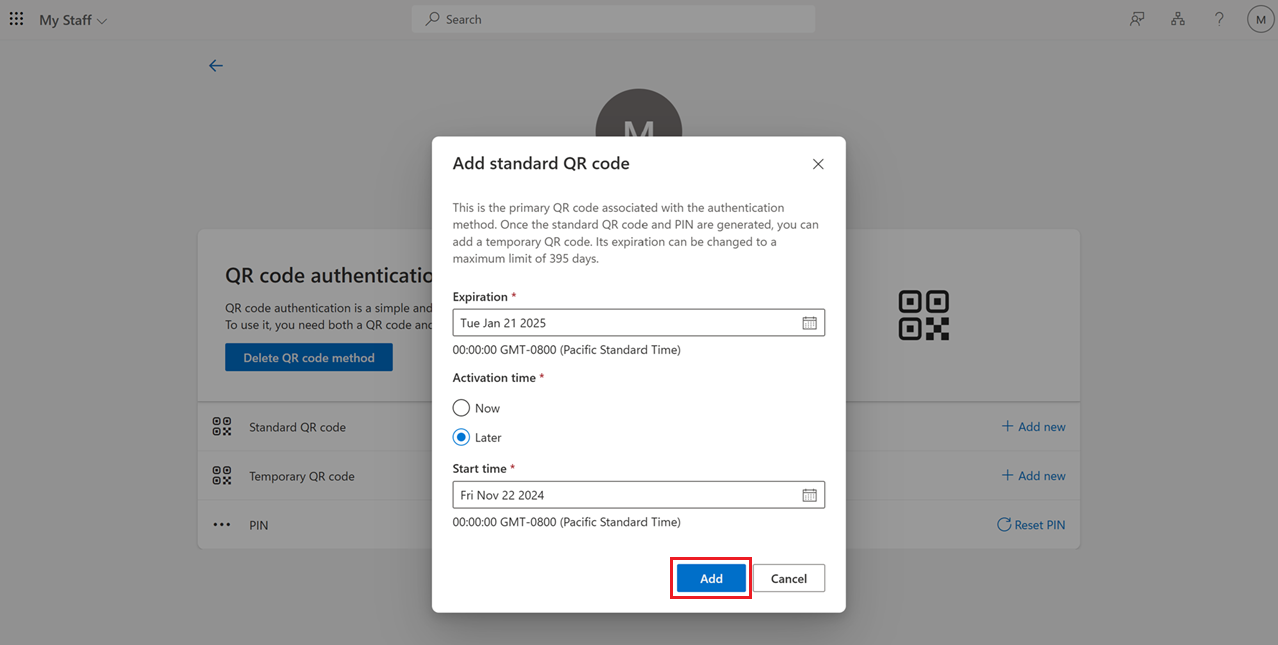 My Staff
Search
M
M
Add standard QR code
This is the primary QR code associated with the authentication
method. Once the standard QR code and PIN are generated, you can
add a temporary QR code. Its expiration can be changed to a
maximum limit of 395 days.
Expiration *
Tue Jan 21 2025
00:00:00 GMT-0800 (Pacific Standard Time)
Activation time *
Now
Later
Start time *
Fri Nov 22 2024
00:00:00 GMT-0800 (Pacific Standard Time)
Add
Cancel
QR code authenticatio
QR code authentication is a simple and
To use it, you need both a QR code and
Delete QR code method
Standard QR code
Add new
Temporary QR code
Add new
PIN
Reset PIN